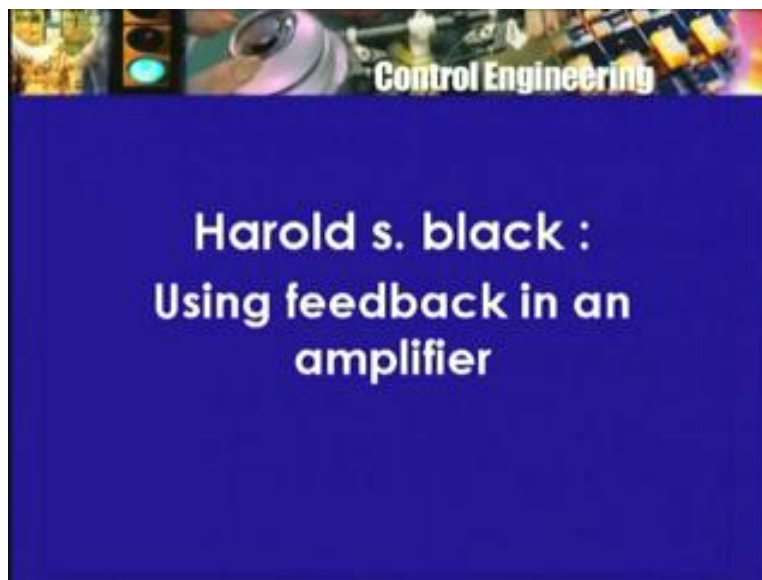 Control Engineering
Harold s. black :
Using feedback in an
amplifier